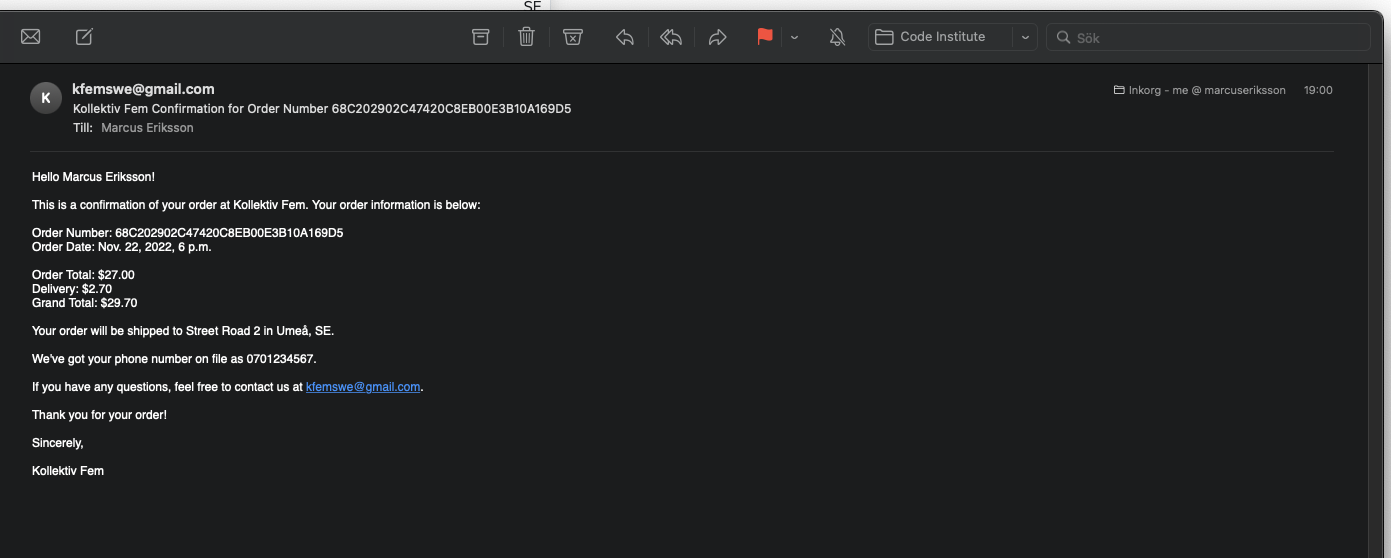 SE
Code Institute
Sök
K
kfemswe@gmail.com
Inkorg - me @ marcuseriksson 19:00
Kollektiv Fem Confirmation for Order Number 68C202902C47420C8EB00E3B10A169D5
Till: Marcus Eriksson
Hello Marcus Eriksson!
This is a confirmation of your order at Kollektiv Fem. Your order information is below:
Order Number: 68C202902C47420C8EB00E3B10A169D5
Order Date: Nov. 22, 2022, 6 p.m.
Order Total: $27.00
Delivery: $2.70
Grand Total: $29.70
Your order will be shipped to Street Road 2 in Umeå, SE.
We've got your phone number on file as 0701234567.
If you have any questions, feel free to contact us at kfemswe@gmail.com.
Thank you for your order!
Sincerely,
Kollektiv Fem